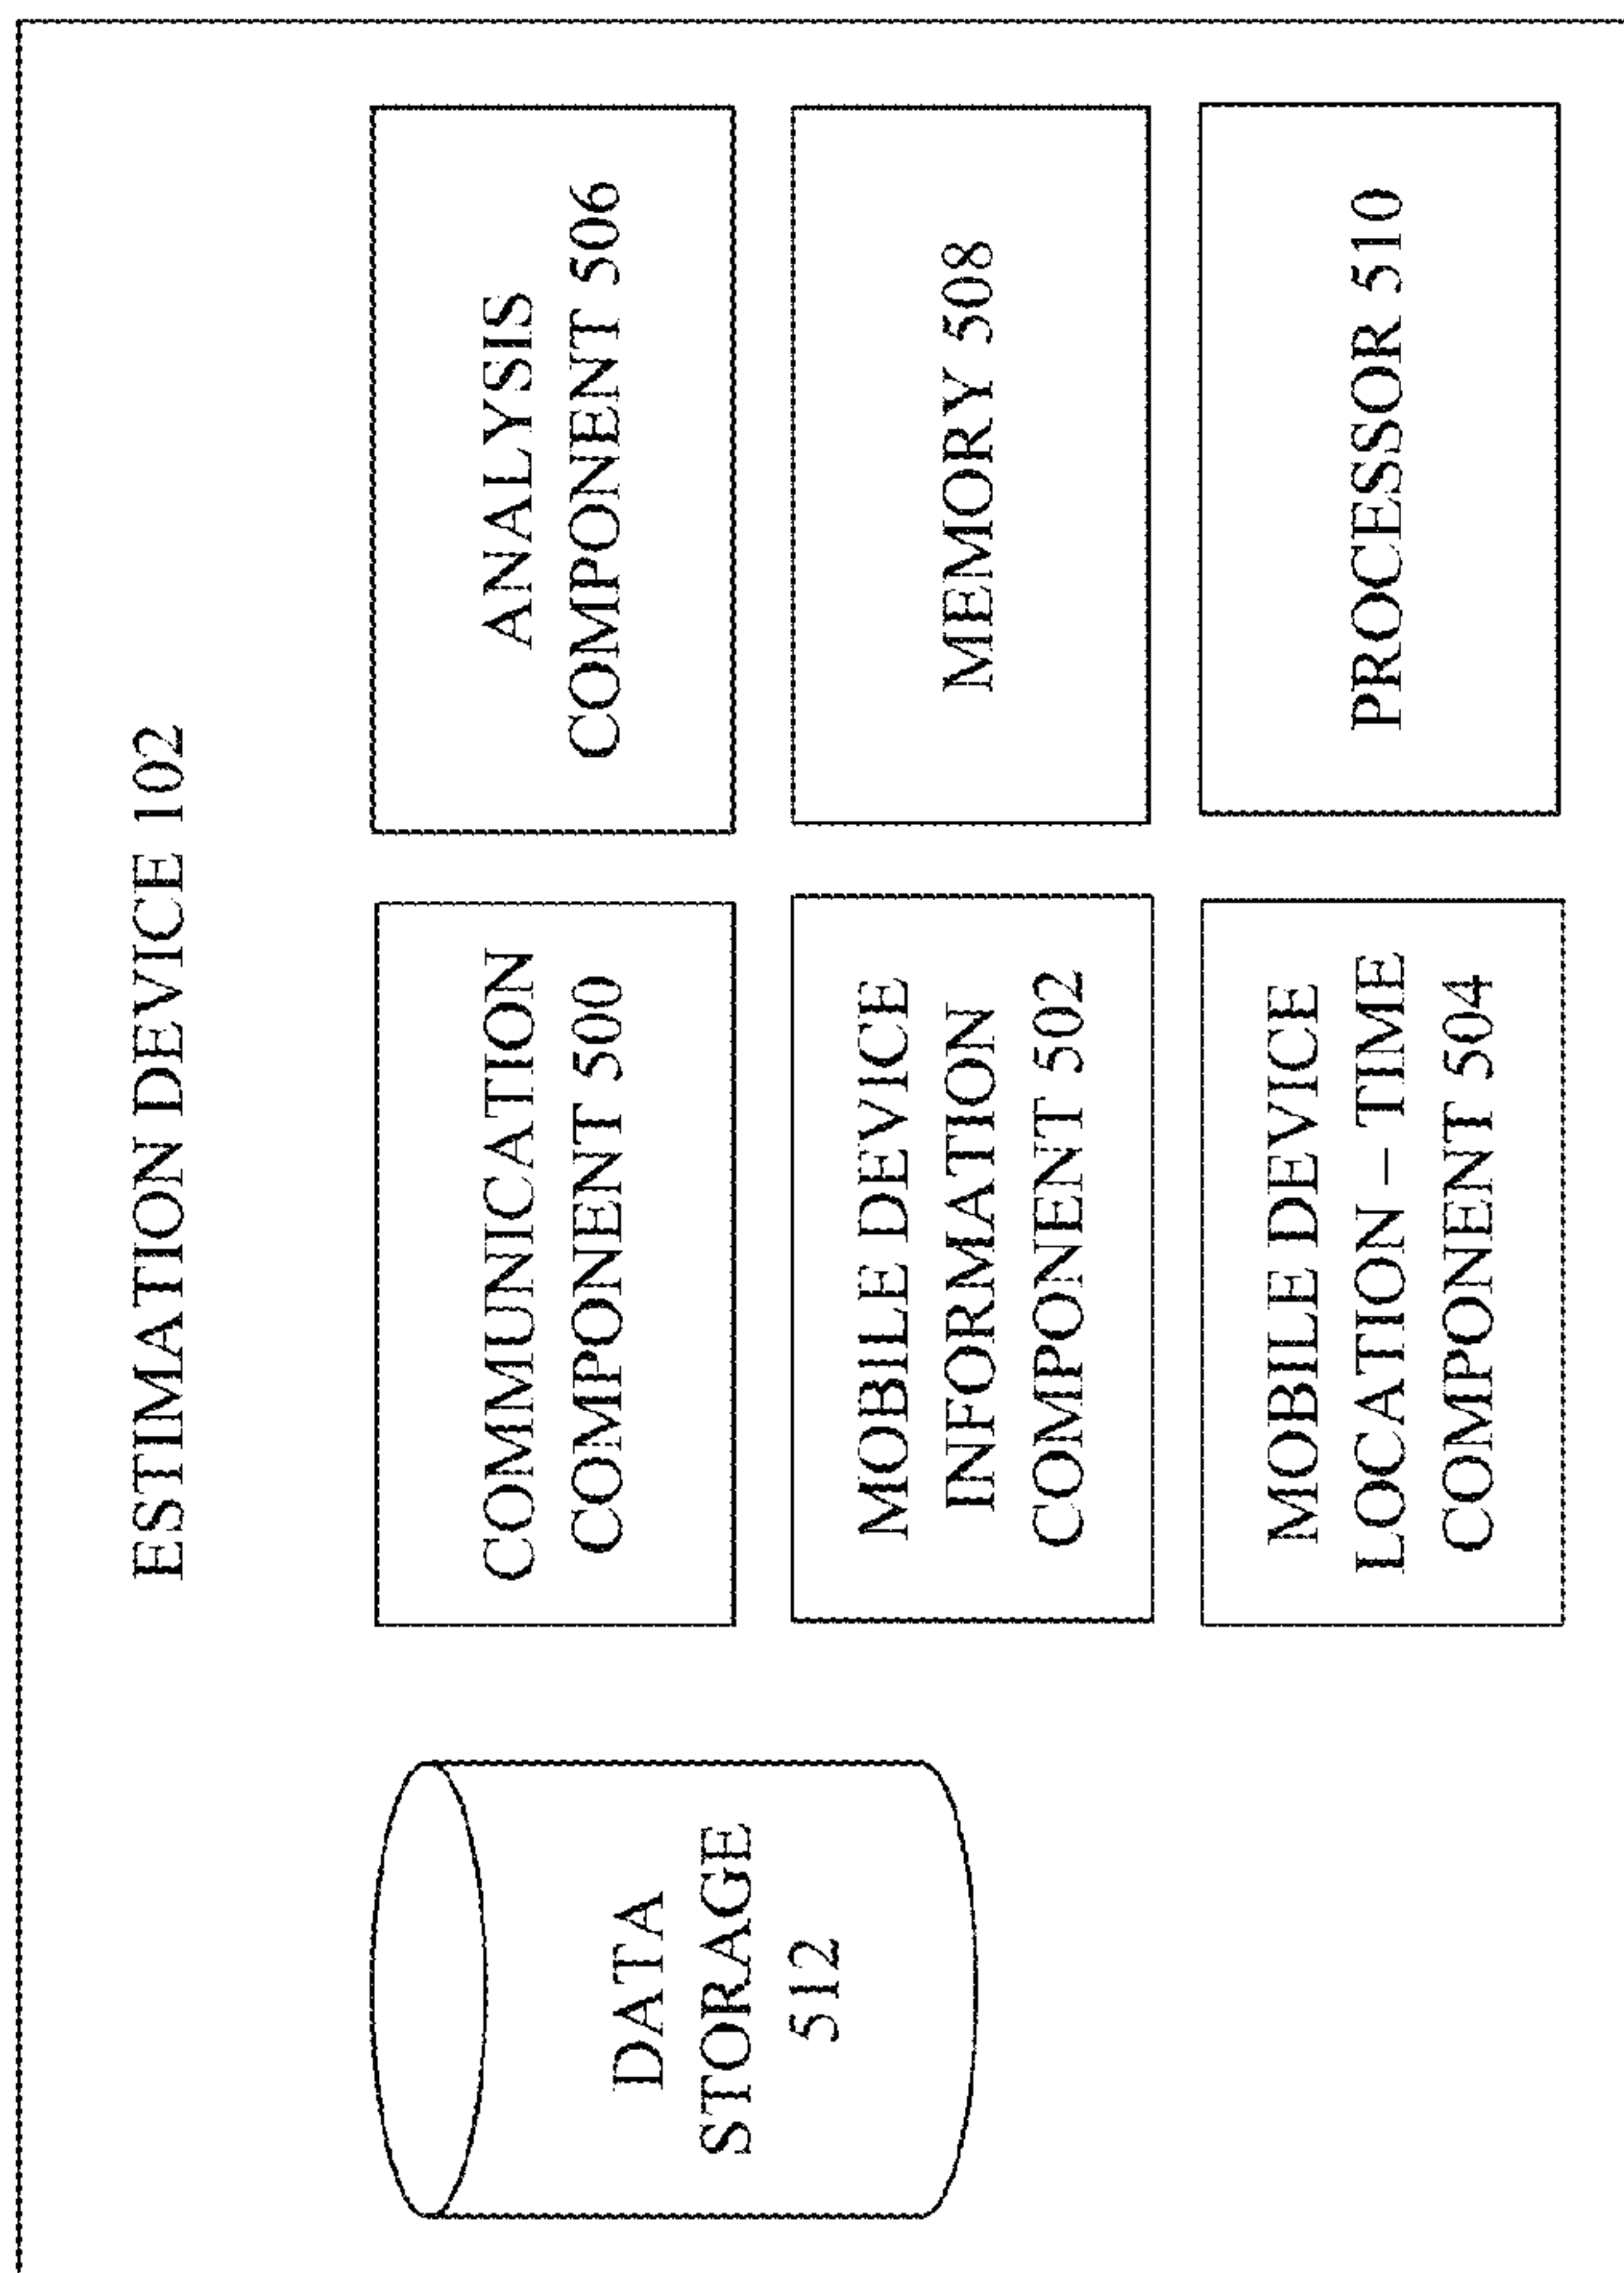 ESTIMATION DEVICE 102
DATA
STORAGE
512
COMMUNICATION
COMPONENT 500
MOBILE DEVICE
INFORMATION
COMPONENT 502
MOBILE DEVICE
LOCATION – TIME
COMPONENT 504
ANALYSIS
COMPONENT 506
MEMORY 508
PROCESSOR 510